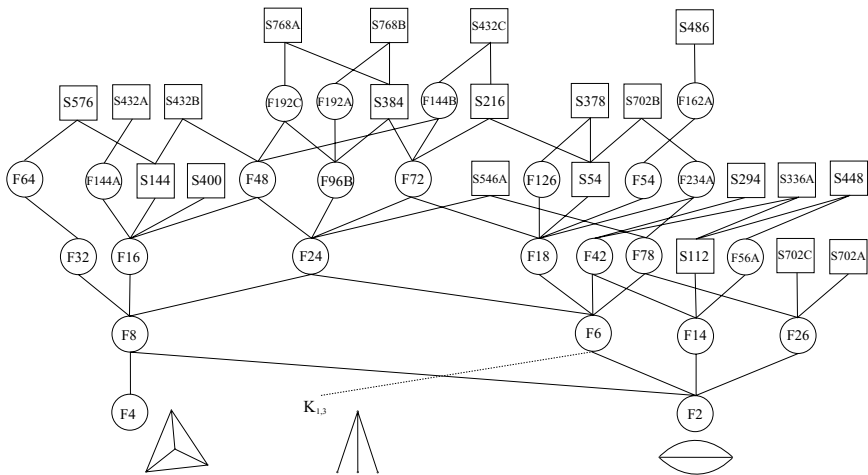 S768A S768B S432C S486
S576 S432A S432B F192C F192A S384 F144B S216 S378 S702B F162A
F64 F144A S144 S400 F48 F96B F72 S546A F126 S54 F54 F234A S294 S336A S448
F32 F16 F24 F18 F42 F78 S112 F56A S702C S702A
F8 F6 F14 F26
F4 K1,3 F2